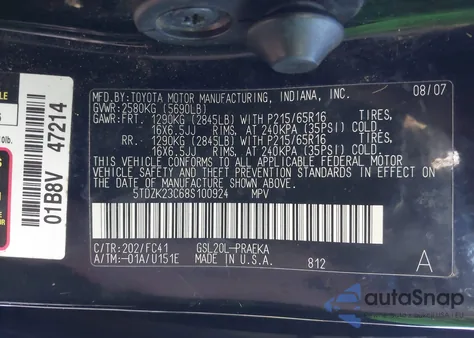 MFD.BY:TOYOTA MOTOR MANUFACTURING, INDIANA, INC. 08/07
GVWR:2580KG (5690LB)
GAWR:FRT. 1290KG (2845LB) WITH P215/65R16 TIRES,
16X6.5JJ RIMS, AT 240KPA (35PSI) COLD.
RR. 1290KG (2845LB) WITH P215/65R16 TIRES,
16X6.5JJ RIMS, AT 240KPA (35PSI) COLD.
THIS VEHICLE CONFORMS TO ALL APPLICABLE FEDERAL MOTOR
VEHICLE SAFETY AND THEFT PREVENTION STANDARDS IN
EFFECT ON THE DATE OF MANUFACTURE SHOWN ABOVE.
5TDZK23C68S100924 MPV
C/TR:202/FC41 GSL20L-PRAEKA
A/TM:-01A/U151E MADE IN U.S.A. 812 A
01B8V 47214
autoSnap